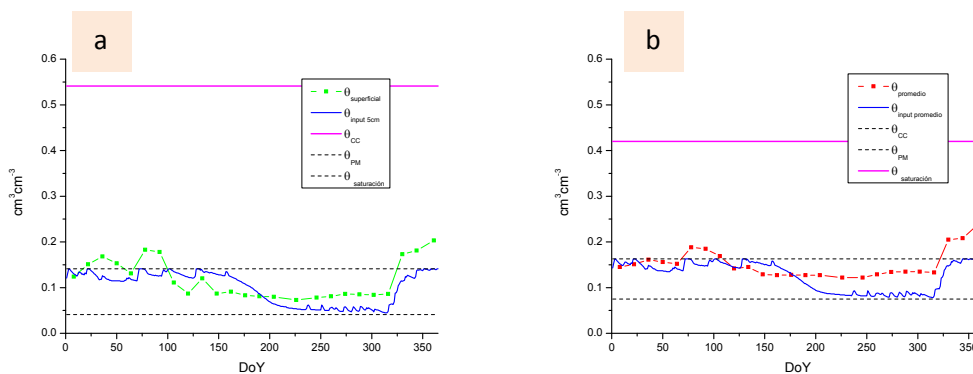 a
0.6
0.5
0.4
0.3
0.2
0.1
0.0
cm³cm⁻³
0 50 100 150 200 250 300 350
DoY
θsuperficial
θinput 5cm
θCC
θPM
θsaturación
b
0.6
0.5
0.4
0.3
0.2
0.1
0.0
cm³cm⁻³
0 50 100 150 200 250 300 350
DoY
θpromedio
θinput promedio
θCC
θPM
θsaturación